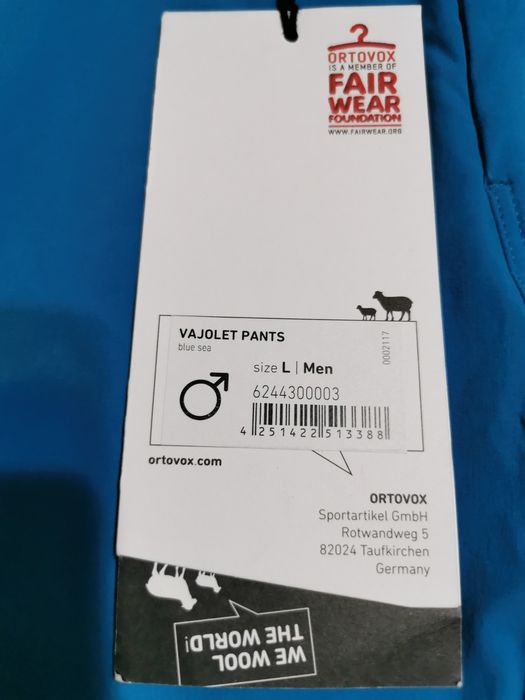 ORTOVOX
IS A MEMBER OF
FAIR
WEAR
FOUNDATION
WWW.FAIRWEAR.ORG
VAJOLET PANTS
blue sea
0002117
size L | Men
6244300003
4 251422 513388
ortovox.com
ORTOVOX
Sportartikel GmbH
Rotwandweg 5
82024 Taufkirchen
Germany
WE WOOL
THE WORLD!